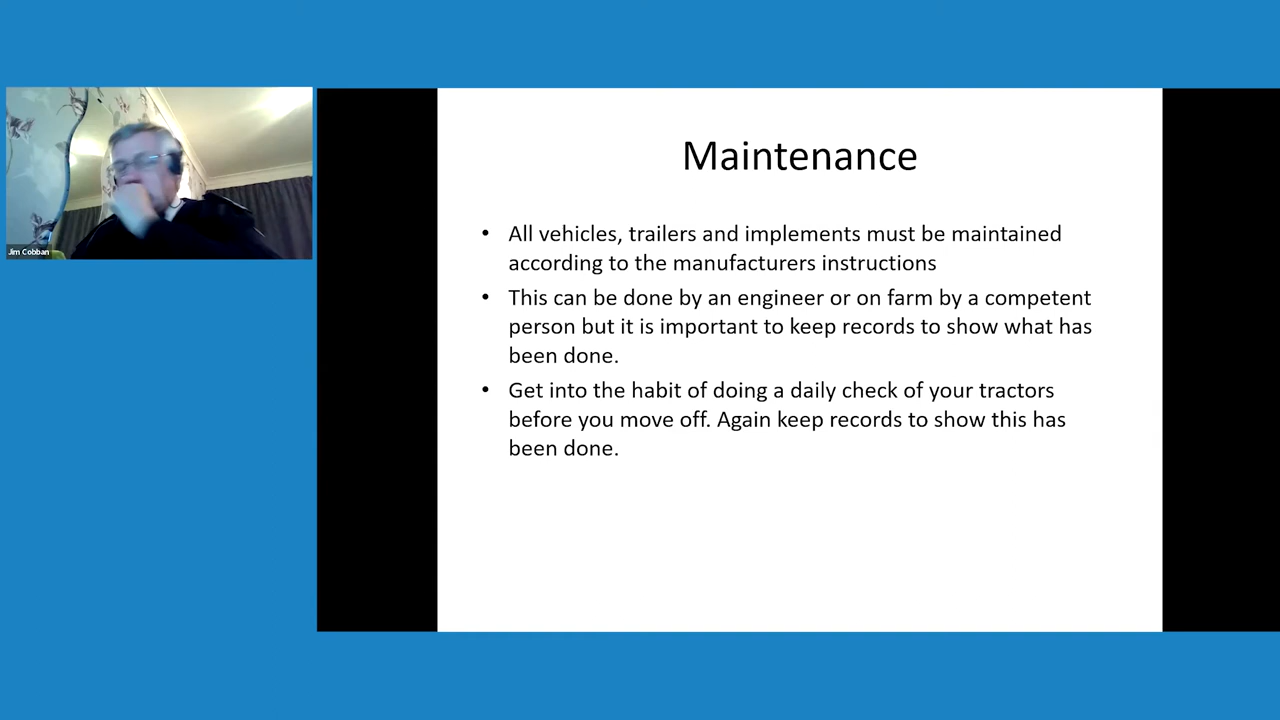 Jim Cobban
Maintenance
• All vehicles, trailers and implements must be maintained
according to the manufacturers instructions
• This can be done by an engineer or on farm by a competent
person but it is important to keep records to show what has
been done.
• Get into the habit of doing a daily check of your tractors
before you move off. Again keep records to show this has
been done.